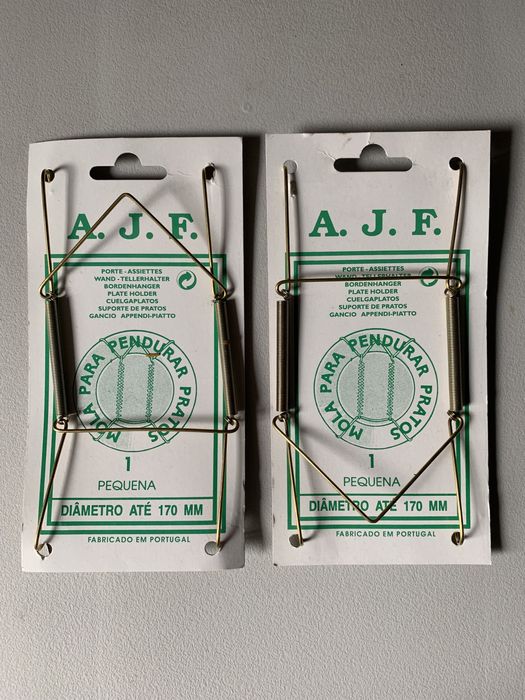 A. J. F.
PORTE - ASSIETTES
WAND - TELLERHALTER
BORDENHANGER
PLATE HOLDER
CUELGAPLATOS
SUPORTE DE PRATOS
GANCIO APPENDI-PIATTO
MOLA PARA PENDURAR PRATOS
1
PEQUENA
DIÂMETRO ATÉ 170 MM
FABRICADO EM PORTUGAL
A. J. F.
PORTE - ASSIETTES
WAND - TELLERHALTER
BORDENHANGER
PLATE HOLDER
CUELGAPLATOS
SUPORTE DE PRATOS
GANCIO APPENDI-PIATTO
MOLA PARA PENDURAR PRATOS
1
PEQUENA
DIÂMETRO ATÉ 170 MM
FABRICADO EM PORTUGAL